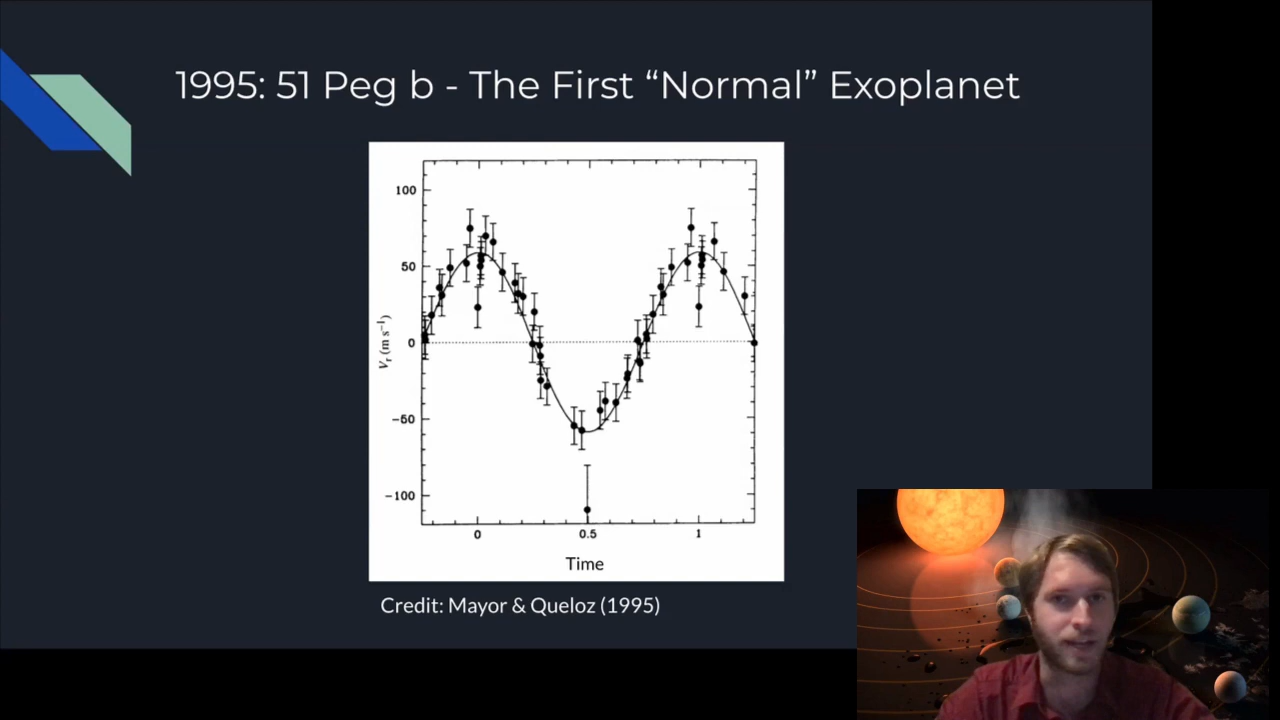 1995: 51 Peg b - The First “Normal” Exoplanet
100
50
0
−50
−100
Vr (m s−1)
0 0.5 1
Time
Credit: Mayor & Queloz (1995)